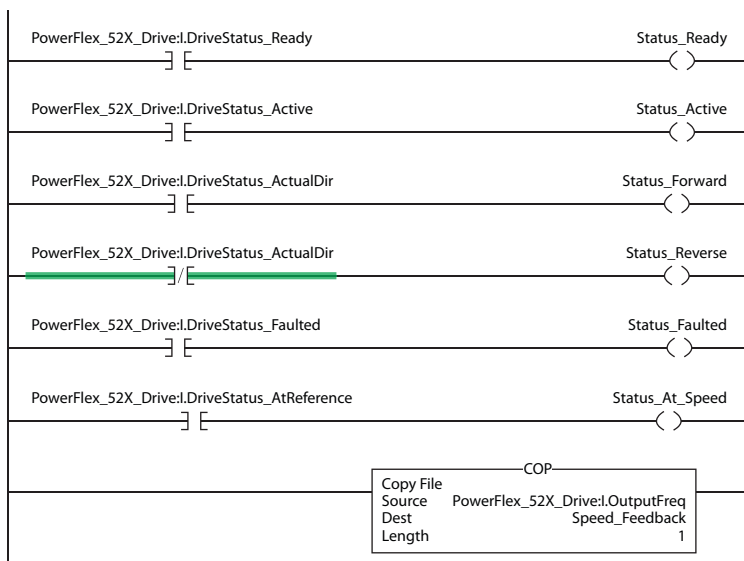 PowerFlex_52X_Drive:I.DriveStatus_Ready Status_Ready
PowerFlex_52X_Drive:I.DriveStatus_Active Status_Active
PowerFlex_52X_Drive:I.DriveStatus_ActualDir Status_Forward
PowerFlex_52X_Drive:I.DriveStatus_ActualDir Status_Reverse
PowerFlex_52X_Drive:I.DriveStatus_Faulted Status_Faulted
PowerFlex_52X_Drive:I.DriveStatus_AtReference Status_At_Speed
COP
Copy File
Source PowerFlex_52X_Drive:I.OutputFreq
Dest Speed_Feedback
Length 1